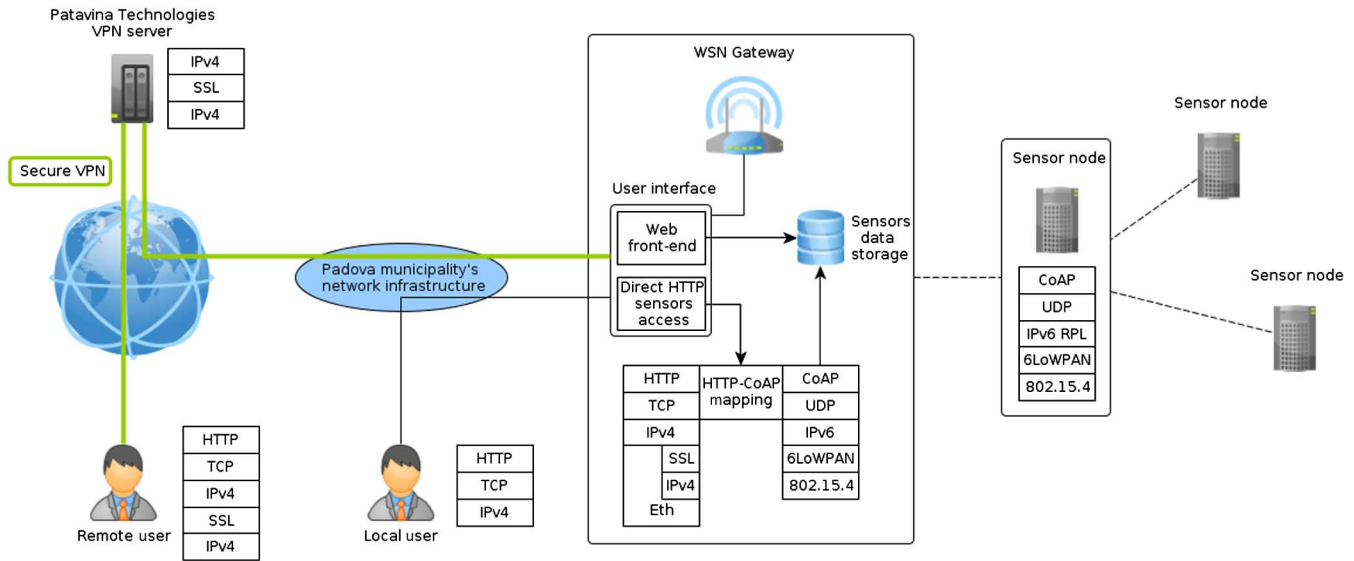 Patavina Technologies
VPN server
IPv4
SSL
IPv4
Secure VPN
Padova municipality's
network infrastructure
Remote user
HTTP
TCP
IPv4
SSL
IPv4
Local user
HTTP
TCP
IPv4
WSN Gateway
User interface
Web
front-end
Direct HTTP
sensors
access
Sensors
data
storage
HTTP
TCP
IPv4
SSL
IPv4
Eth
HTTP-CoAP
mapping
CoAP
UDP
IPv6
6LoWPAN
802.15.4
Sensor node
CoAP
UDP
IPv6 RPL
6LoWPAN
802.15.4
Sensor node
Sensor node